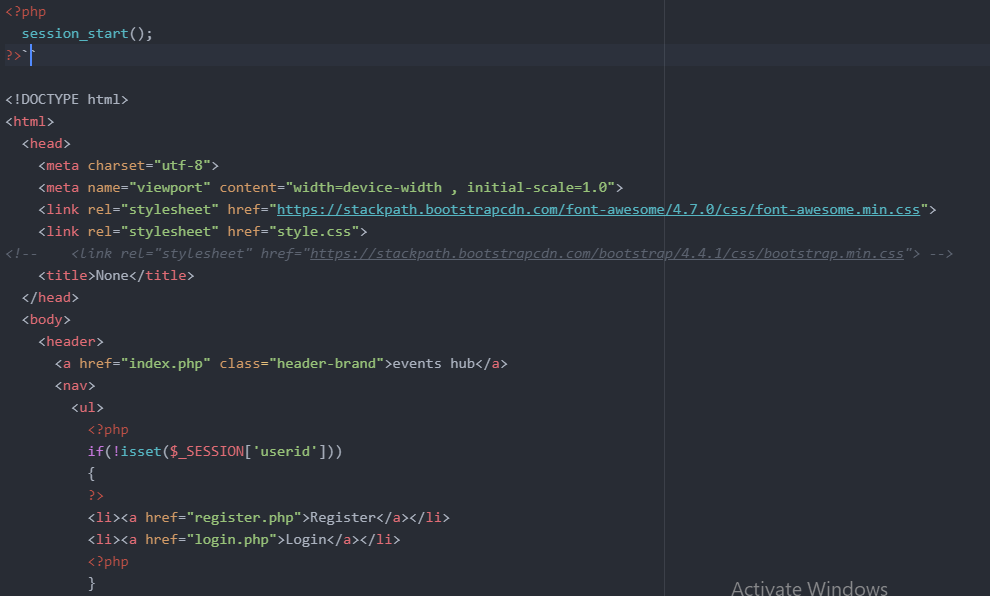 <?php
  session_start();
?>``

<!DOCTYPE html>
<html>
  <head>
    <meta charset="utf-8">
    <meta name="viewport" content="width=device-width , initial-scale=1.0">
    <link rel="stylesheet" href="https://stackpath.bootstrapcdn.com/font-awesome/4.7.0/css/font-awesome.min.css">
    <link rel="stylesheet" href="style.css">
<!--    <link rel="stylesheet" href="https://stackpath.bootstrapcdn.com/bootstrap/4.4.1/css/bootstrap.min.css"> -->
    <title>None</title>
  </head>
  <body>
    <header>
      <a href="index.php" class="header-brand">events hub</a>
      <nav>
        <ul>
          <?php
          if(!isset($_SESSION['userid']))
          {
          ?>
          <li><a href="register.php">Register</a></li>
          <li><a href="login.php">Login</a></li>
          <?php
          }
Activate Windows